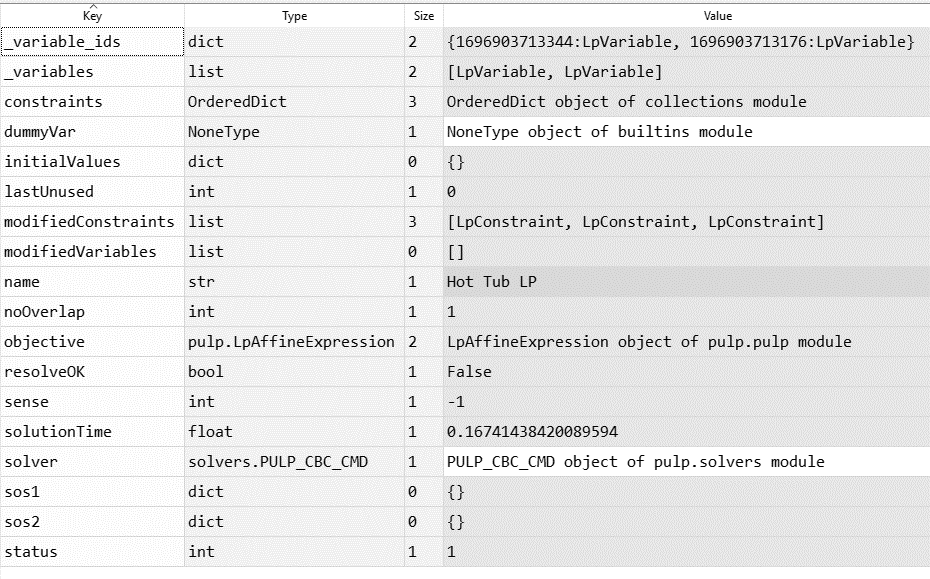 Key Type Size Value
_variable_ids dict 2 {1696903713344:LpVariable, 1696903713176:LpVariable}
_variables list 2 [LpVariable, LpVariable]
constraints OrderedDict 3 OrderedDict object of collections module
dummyVar NoneType 1 NoneType object of builtins module
initialValues dict 0 {}
lastUnused int 1 0
modifiedConstraints list 3 [LpConstraint, LpConstraint, LpConstraint]
modifiedVariables list 0 []
name str 1 Hot Tub LP
noOverlap int 1 1
objective pulp.LpAffineExpression 2 LpAffineExpression object of pulp.pulp module
resolveOK bool 1 False
sense int 1 -1
solutionTime float 1 0.16741438420089594
solver solvers.PULP_CBC_CMD 1 PULP_CBC_CMD object of pulp.solvers module
sos1 dict 0 {}
sos2 dict 0 {}
status int 1 1